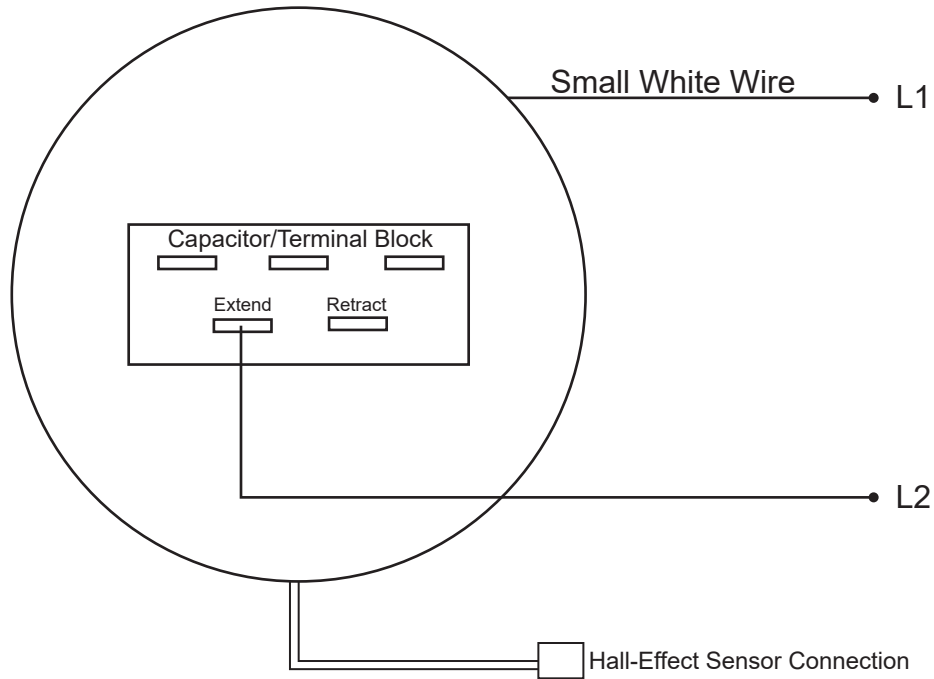 Small White Wire
L1
Capacitor/Terminal Block
Extend
Retract
L2
Hall-Effect Sensor Connection